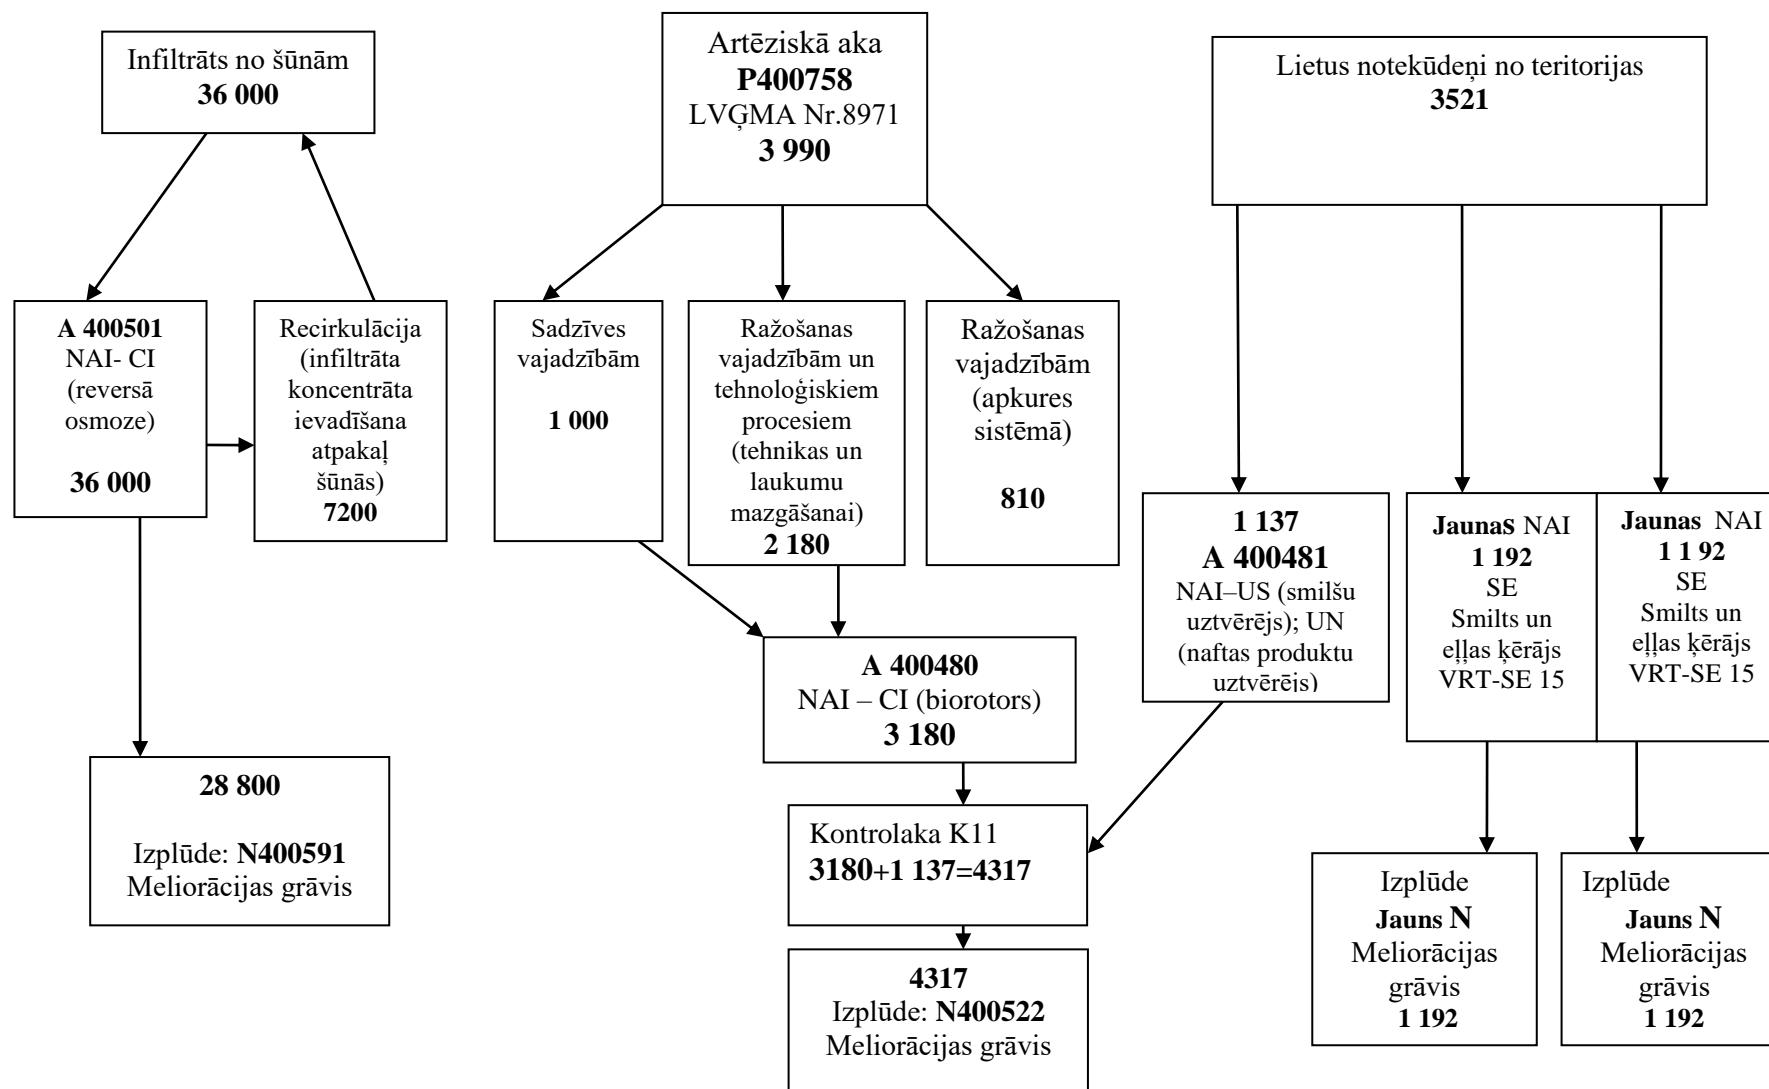 Infiltrāts no šūnām
36 000
Artēziskā aka
P400758
LVĢMA Nr.8971
3 990
Lietus notekūdeņi no teritorijas
3521
A 400501
NAI- CI
(reversā
osmoze)
36 000
Recirkulācija
(infiltrāta
koncentrāta
ievadīšana
atpakaļ
šūnās)
7200
Sadzīves
vajadzībām
1 000
Ražošanas
vajadzībām un
tehnoloģiskiem
procesiem
(tehnikas un
laukumu
mazgāšanai)
2 180
Ražošanas
vajadzībām
(apkures
sistēmā)
810
1 137
A 400481
NAI–US (smilšu
uztvērējs); UN
(naftas produktu
uztvērējs)
Jaunas NAI
1 192
SE
Smilts un
eļļas ķērājs
VRT-SE 15
Jaunas NAI
1 1 92
SE
Smilts un
eļļas ķērājs
VRT-SE 15
A 400480
NAI – CI (biorotors)
3 180
28 800
Izplūde: N400591
Meliorācijas grāvis
Kontrolaka K11
3180+1 137=4317
4317
Izplūde: N400522
Meliorācijas grāvis
Izplūde
Jauns N
Meliorācijas
grāvis
1 192
Izplūde
Jauns N
Meliorācijas
grāvis
1 192